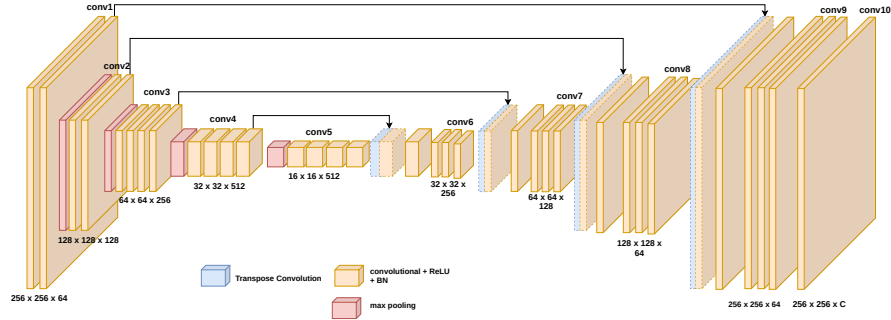 conv1
conv2
conv3
conv4
conv5
conv6
conv7
conv8
conv9
conv10
256 x 256 x 64
128 x 128 x 128
64 x 64 x 256
32 x 32 x 512
16 x 16 x 512
32 x 32 x
256
64 x 64 x
128
128 x 128 x
64
256 x 256 x 64
256 x 256 x C
Transpose Convolution
convolutional + ReLU
+ BN
max pooling